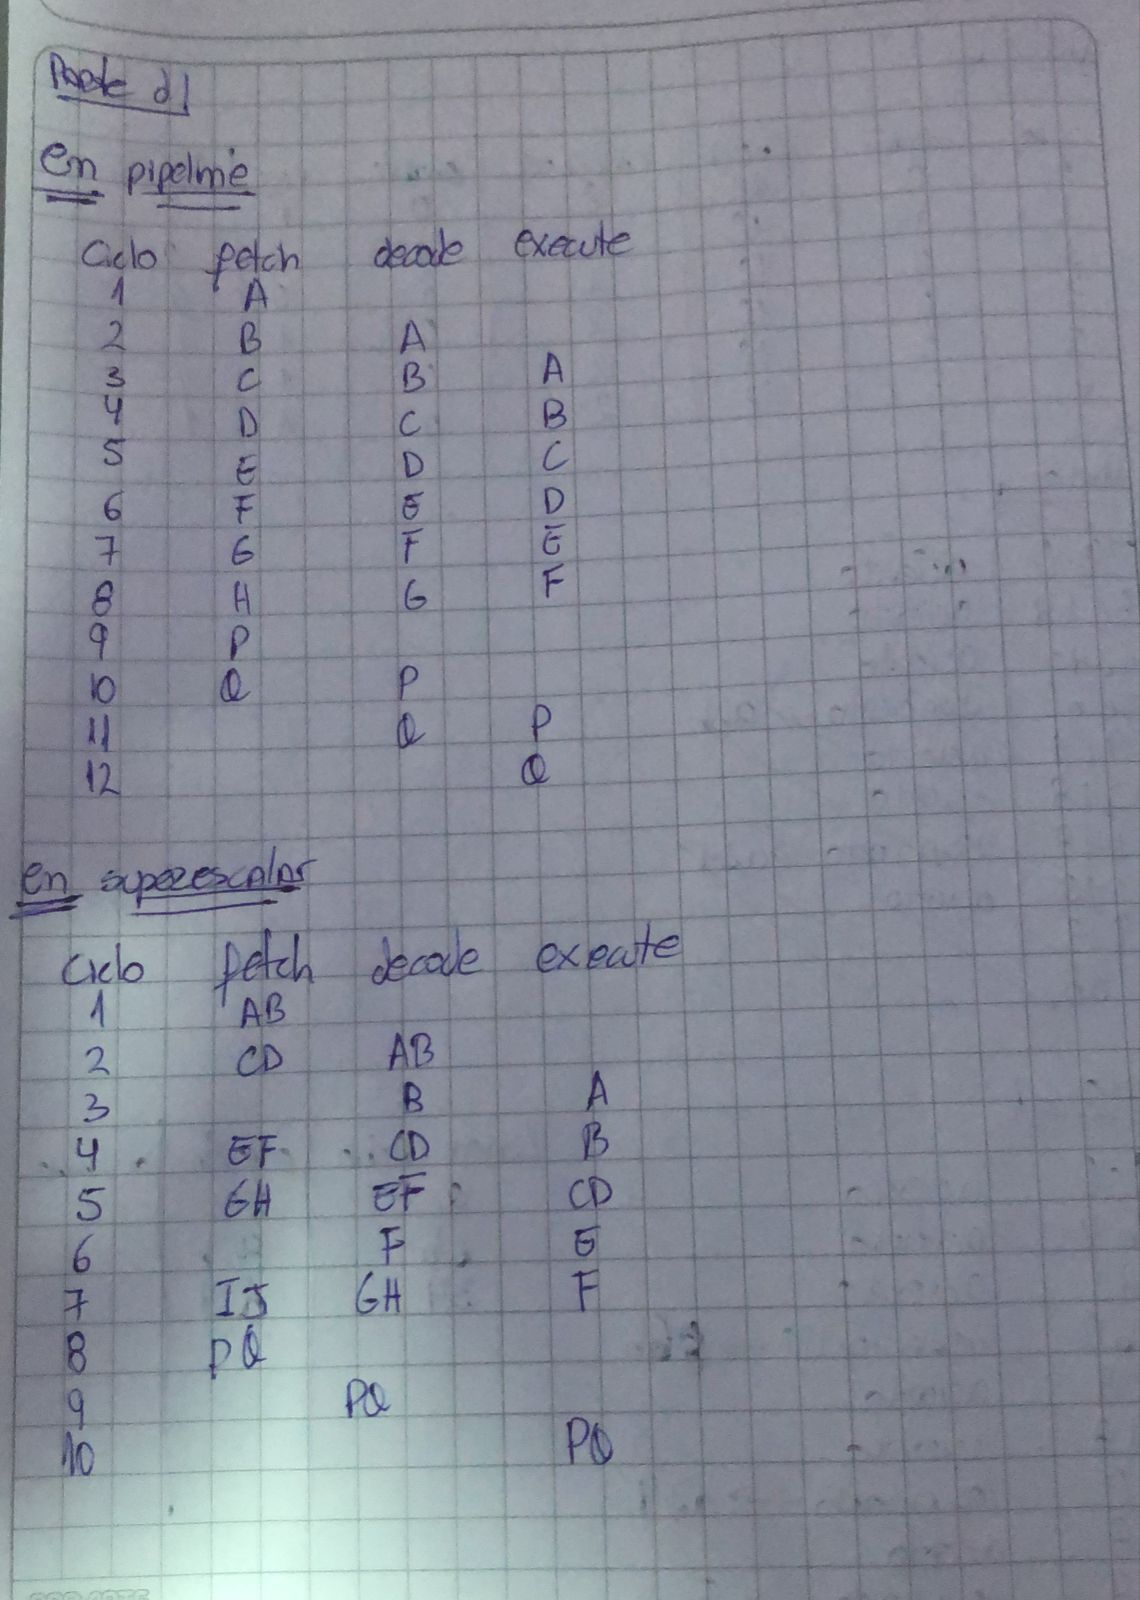 Parte d)
En pipeline
Ciclo fetch decode execute
1 A
2 B A
3 C B A
4 D C B
5 E D C
6 F E D
7 G F E
8 H G F
9 P
10 Q P
11 Q P
12 Q
En superescalar
Ciclo fetch decode execute
1 AB
2 CD AB
3 B A
4 EF CD B
5 GH EF CD
6 F E
7 IJ GH F
8 PQ
9 PQ
10 PQ